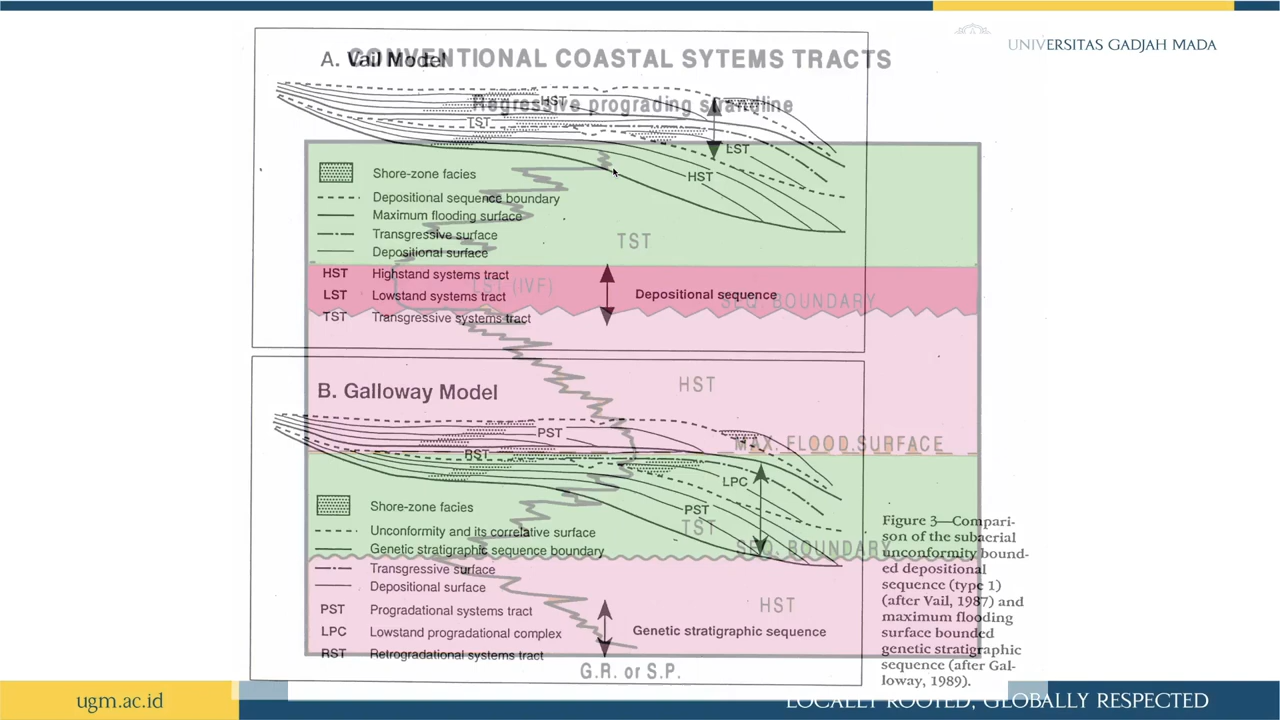 UNIVERSITAS GADJAH MADA
A. Vail Model
CONVENTIONAL COASTAL SYTEMS TRACTS
HST
Regressive prograding strandline
TST
LST
Shore-zone facies
HST
Depositional sequence boundary
Maximum flooding surface
Transgressive surface
TST
Depositional surface
HST Highstand systems tract
LST (IVF)
LST Lowstand systems tract
Depositional sequence
SEQ. BOUNDARY
TST Transgressive systems tract
HST
B. Galloway Model
PST
MAX. FLOOD.SURFACE
RST
LPC
Shore-zone facies
PST
TST
Unconformity and its correlative surface
Genetic stratigraphic sequence boundary
SEQ. BOUNDARY
Transgressive surface
Depositional surface
PST Progradational systems tract
HST
LPC Lowstand progradational complex
Genetic stratigraphic sequence
RST Retrogradational systems tract
G.R. or S.P.
Figure 3—Compari-
son of the subaerial
unconformity bound-
ed depositional
sequence (type 1)
(after Vail, 1987) and
maximum flooding
surface bounded
genetic stratigraphic
sequence (after Gal-
loway, 1989).
ugm.ac.id
LOCALLY ROOTED, GLOBALLY RESPECTED